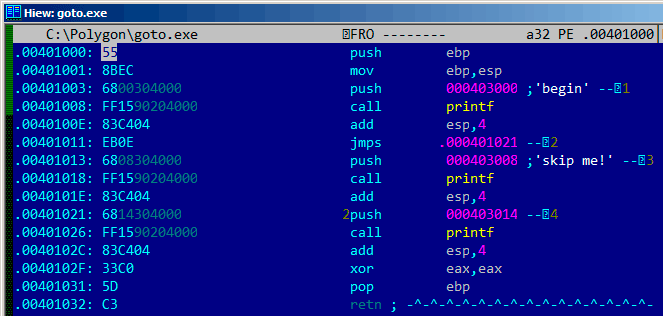 Hiew: goto.exe
C:\Polygon\goto.exe FRO -------- a32 PE .00401000
.00401000: 55 push ebp
.00401001: 8BEC mov ebp,esp
.00401003: 6800304000 push 000403000 ;'begin' --1
.00401008: FF1590204000 call printf
.0040100E: 83C404 add esp,4
.00401011: EB0E jmps .000401021 --2
.00401013: 6808304000 push 000403008 ;'skip me!' --3
.00401018: FF1590204000 call printf
.0040101E: 83C404 add esp,4
.00401021: 6814304000 2push 000403014 --4
.00401026: FF1590204000 call printf
.0040102C: 83C404 add esp,4
.0040102F: 33C0 xor eax,eax
.00401031: 5D pop ebp
.00401032: C3 retn ; -^-^-^-^-^-^-^-^-^-^-^-^-^-^-^-^-